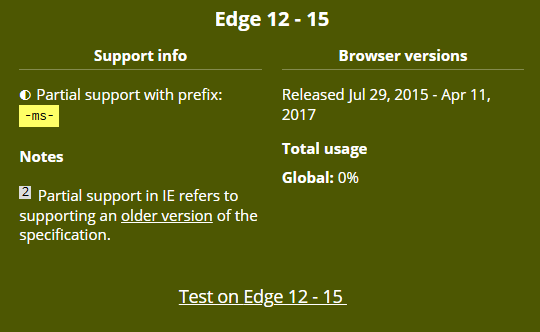 Edge 12 - 15
Support info
◐ Partial support with prefix:
-ms-
Notes
2 Partial support in IE refers to
supporting an older version of the
specification.
Browser versions
Released Jul 29, 2015 - Apr 11,
2017
Total usage
Global: 0%
Test on Edge 12 - 15